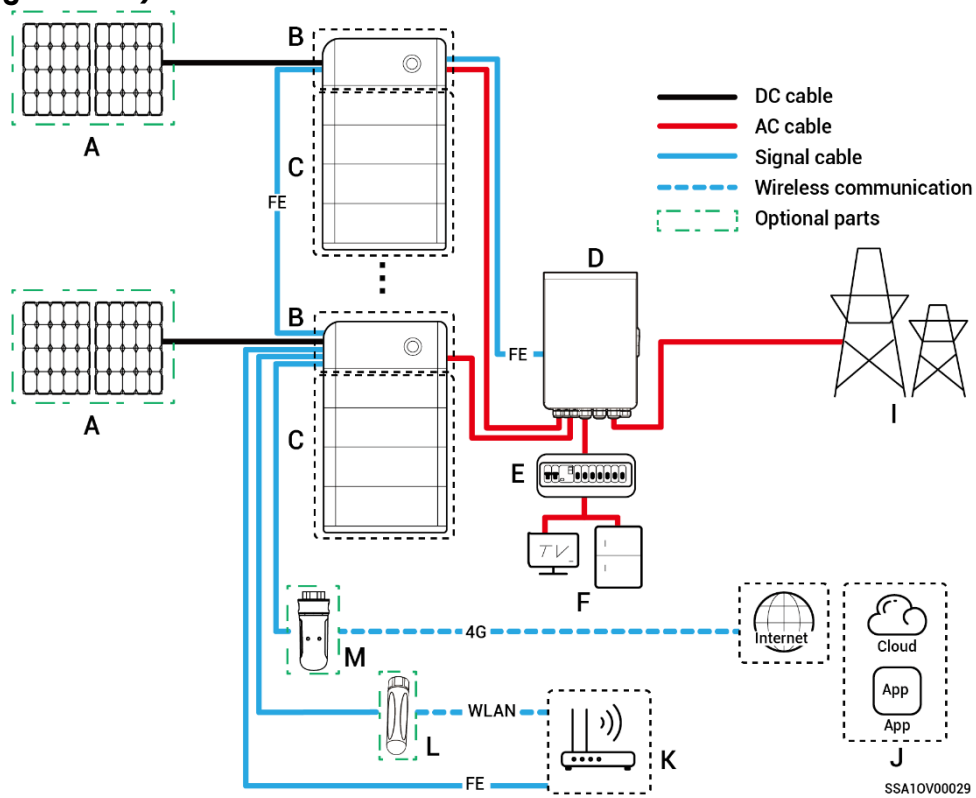 B
A
C
FE
DC cable
AC cable
Signal cable
Wireless communication
Optional parts
D
B
FE
A
C
I
E
TV
F
4G
M
Internet
Cloud
App
App
J
WLAN
L
K
FE
SSA1OV00029